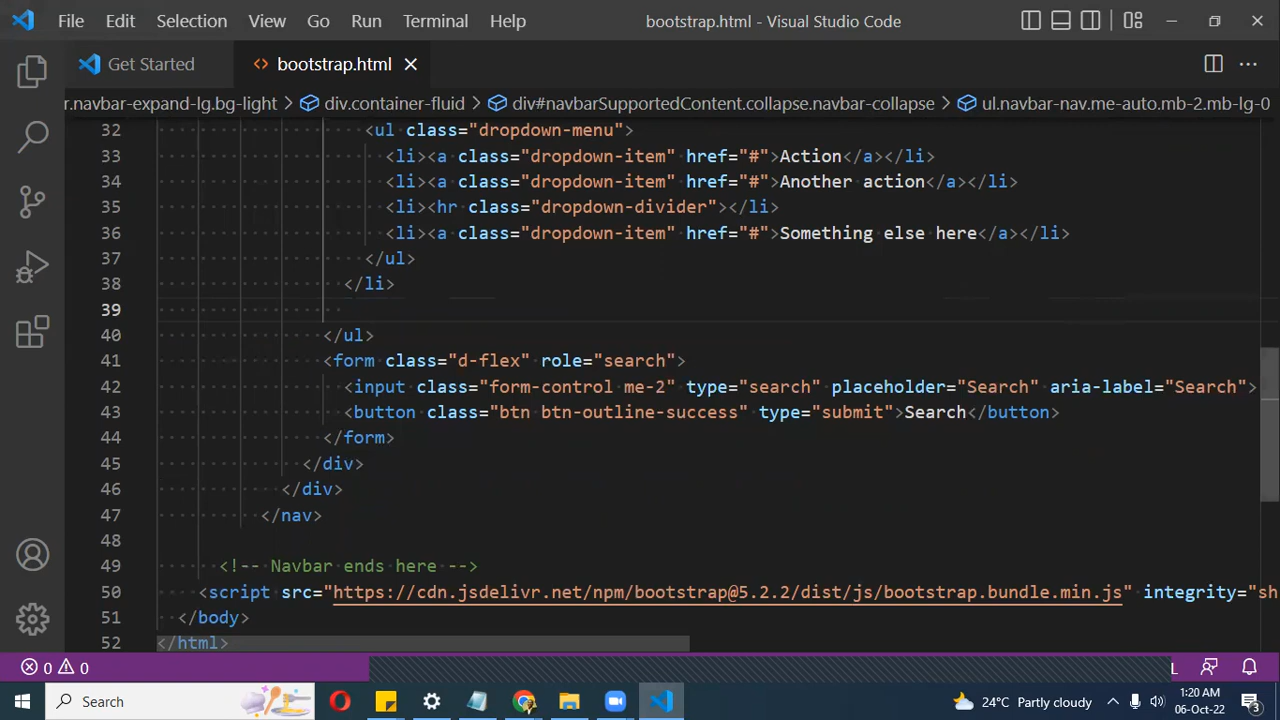 File Edit Selection View Go Run Terminal Help bootstrap.html - Visual Studio Code
Get Started bootstrap.html
r.navbar-expand-lg.bg-light > div.container-fluid > div#navbarSupportedContent.collapse.navbar-collapse > ul.navbar-nav.me-auto.mb-2.mb-lg-0
32 <ul class="dropdown-menu">
33 <li><a class="dropdown-item" href="#">Action</a></li>
34 <li><a class="dropdown-item" href="#">Another action</a></li>
35 <li><hr class="dropdown-divider"></li>
36 <li><a class="dropdown-item" href="#">Something else here</a></li>
37 </ul>
38 </li>
39
40 </ul>
41 <form class="d-flex" role="search">
42 <input class="form-control me-2" type="search" placeholder="Search" aria-label="Search">
43 <button class="btn btn-outline-success" type="submit">Search</button>
44 </form>
45 </div>
46 </div>
47 </nav>
48
49 <!-- Navbar ends here -->
50 <script src="https://cdn.jsdelivr.net/npm/bootstrap@5.2.2/dist/js/bootstrap.bundle.min.js" integrity="sh
51 </body>
52 </html>
0 0 L
Search 24°C Partly cloudy 1:20 AM
06-Oct-22 3